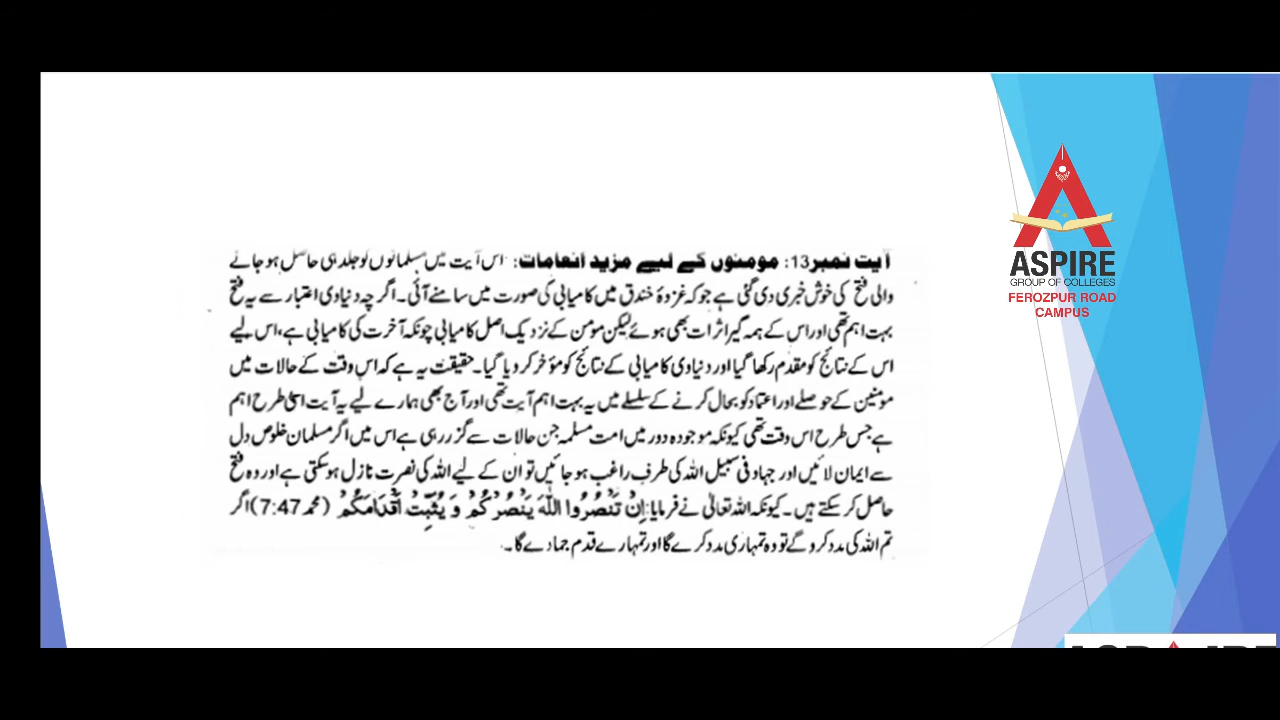 آیت نمبر13: مومنوں کے لیے مزید انعامات: اس آیت میں مسلمانوں کو جلد ہی حاصل ہو جانے
والی فتح کی خوش خبری دی گئی ہے جو کہ غزوۂ خندق میں کامیابی کی صورت میں سامنے آئی۔ اگرچہ دنیاوی اعتبار سے یہ فتح
بہت اہم تھی اور اس کے ہمہ گیر اثرات بھی ہوئے لیکن مومن کے نزدیک اصل کامیابی چونکہ آخرت کی کامیابی ہے، اس لیے
اس کے نتائج کو مقدم رکھا گیا اور دنیاوی کامیابی کے نتائج کو مؤخر کر دیا گیا۔ حقیقت یہ ہے کہ اس وقت کے حالات میں
مومنین کے حوصلے اور اعتماد کو بحال کرنے کے سلسلے میں یہ بہت اہم آیت تھی اور آج بھی ہمارے لیے یہ آیت اسی طرح اہم
ہے جس طرح اس وقت تھی کیونکہ موجودہ دور میں امت مسلمہ جن حالات سے گزر رہی ہے اس میں اگر مسلمان خلوص دل
سے ایمان لائیں اور جہاد فی سبیل اللہ کی طرف راغب ہو جائیں تو ان کے لیے اللہ کی نصرت نازل ہو سکتی ہے اور وہ فتح
حاصل کر سکتے ہیں۔ کیونکہ اللہ تعالیٰ نے فرمایا: اِنْ تَنْصُرُوا اللّٰهَ يَنْصُرْكُمْ وَ يُثَبِّتْ اَقْدَامَكُمْ (محمد 7:47) اگر
تم اللہ کی مدد کرو گے تو وہ تمہاری مدد کرے گا اور تمہارے قدم جما دے گا۔
ASPIRE
GROUP OF COLLEGES
FEROZPUR ROAD
CAMPUS